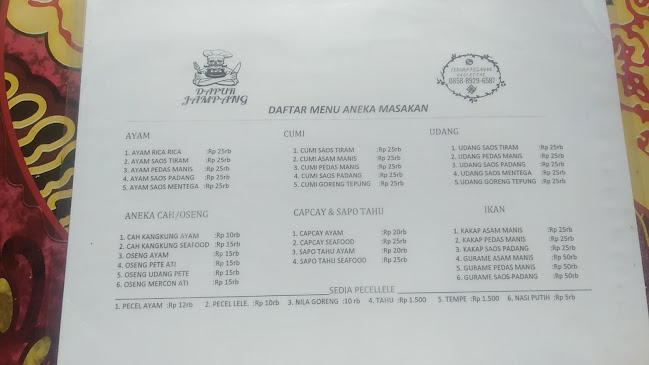 DAPUR
JAMPANG
TERIMA PESANAN
0858-8929-6587
DAFTAR MENU ANEKA MASAKAN
AYAM
1. AYAM RICA RICA :Rp 25rb
2. AYAM SAOS TIRAM :Rp 25rb
3. AYAM PEDAS MANIS :Rp 25rb
4. AYAM SAOS PADANG :Rp 25rb
5. AYAM SAOS MENTEGA :Rp 25rb
CUMI
1. CUMI SAOS TIRAM :Rp 25rb
2. CUMI ASAM MANIS :Rp 25rb
3. CUMI PEDAS MANIS :Rp 25rb
4. CUMI SAOS PADANG :Rp 25rb
5. CUMI GORENG TEPUNG :Rp 25rb
UDANG
1. UDANG SAOS TIRAM :Rp 25rb
2. UDANG PEDAS MANIS :Rp 25rb
3. UDANG SAOS PADANG :Rp 25rb
4. UDANG SAOS MENTEGA :Rp 25rb
5.UDANG GORENG TEPUNG :Rp 25rb
ANEKA CAH/OSENG
1. CAH KANGKUNG AYAM :Rp 10rb
2. CAH KANGKUNG SEAFOOD :Rp 15rb
3. OSENG AYAM :Rp 15rb
4. OSENG PETE ATI :Rp 15rb
5. OSENG UDANG PETE :Rp 15rb
6. OSENG MERCON ATI :Rp 15rb
CAPCAY & SAPO TAHU
1. CAPCAY AYAM :Rp 20rb
2. CAPCAY SEAFOOD :Rp 25rb
3. SAPO TAHU AYAM :Rp 20rb
4. SAPO TAHU SEAFOOD :Rp 25rb
IKAN
1. KAKAP ASAM MANIS :Rp 25rb
2. KAKAP PEDAS MANIS :Rp 25rb
3. KAKAP SAOS PADANG :Rp 25rb
4. GURAME ASAM MANIS :Rp 50rb
5. GURAME PEDAS MANIS :Rp 50rb
6. GURAME SAOS PADANG :Rp 50rb
SEDIA PECELLELE
1. PECEL AYAM :Rp 12rb 2. PECEL LELE. :Rp 10rb 3. NILA GORENG :10 rb 4. TAHU :Rp 1.500 5. TEMPE :Rp 1.500 6. NASI PUTIH :Rp 5rb